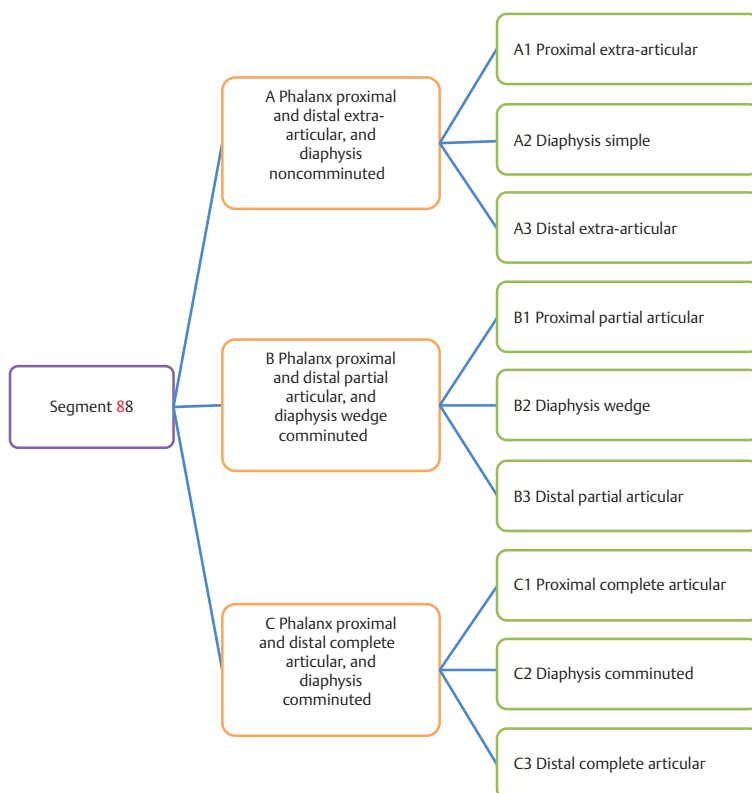 Segment 88
A Phalanx proximal
and distal extra-
articular, and
diaphysis
noncomminuted
A1 Proximal extra-articular
A2 Diaphysis simple
A3 Distal extra-articular
B Phalanx proximal
and distal partial
articular, and
diaphysis wedge
comminuted
B1 Proximal partial articular
B2 Diaphysis wedge
B3 Distal partial articular
C Phalanx proximal
and distal complete
articular, and
diaphysis
comminuted
C1 Proximal complete articular
C2 Diaphysis comminuted
C3 Distal complete articular